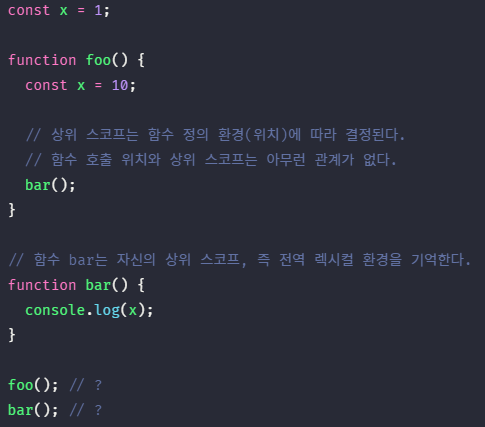 const x = 1;
function foo() {
const x = 10;
// 상위 스코프는 함수 정의 환경(위치)에 따라 결정된다.
// 함수 호출 위치와 상위 스코프는 아무런 관계가 없다.
bar();
}
// 함수 bar는 자신의 상위 스코프, 즉 전역 렉시컬 환경을 기억한다.
function bar() {
console.log(x);
}
foo(); // ?
bar(); // ?